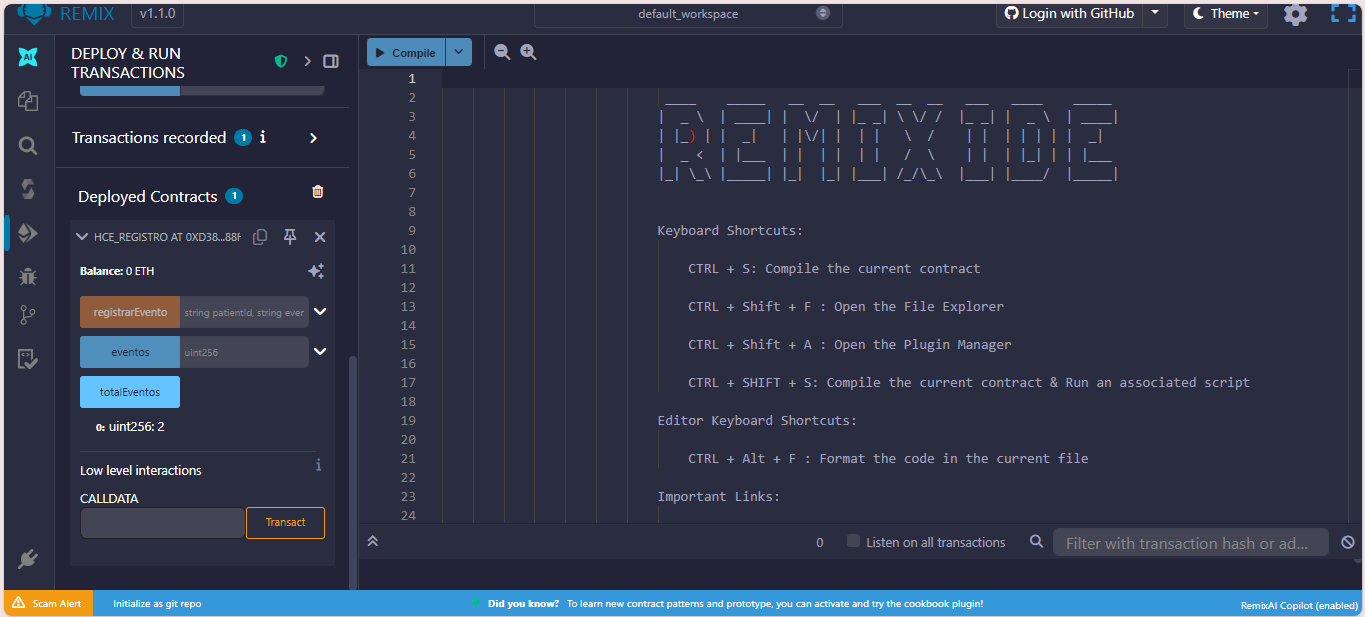 REMIX
v1.1.0
default_workspace
Login with GitHub
Theme
AI
DEPLOY & RUN
TRANSACTIONS
Compile
Transactions recorded 1 i
Deployed Contracts 1
HCE_REGISTRO AT 0XD38...88F
Balance: 0 ETH
registrarEvento
string patientId, string ever
eventos
uint256
totalEventos
0: uint256: 2
Low level interactions
i
CALLDATA
Transact
1
2
3
4
5
6
7
8
9
10
11
12
13
14
15
16
17
18
19
20
21
22
23
24
REMIX IDE
Keyboard Shortcuts:
CTRL + S: Compile the current contract
CTRL + Shift + F : Open the File Explorer
CTRL + Shift + A : Open the Plugin Manager
CTRL + SHIFT + S: Compile the current contract & Run an associated script
Editor Keyboard Shortcuts:
CTRL + Alt + F : Format the code in the current file
Important Links:
0
Listen on all transactions
Filter with transaction hash or ad...
Scam Alert
Initialize as git repo
Did you know? To learn new contract patterns and prototype, you can activate and try the cookbook plugin!
RemixAI Copilot (enabled)